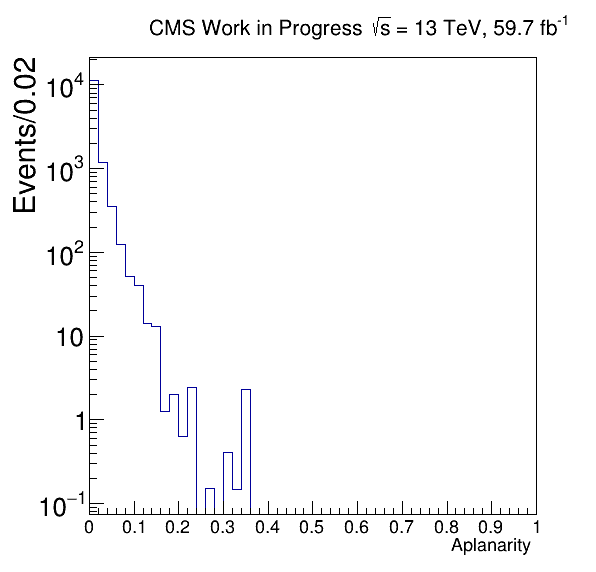 CMS Work in Progress √s = 13 TeV, 59.7 fb⁻¹
Events/0.02
10⁴
10³
10²
10
1
10⁻¹
0 0.1 0.2 0.3 0.4 0.5 0.6 0.7 0.8 0.9 1
Aplanarity